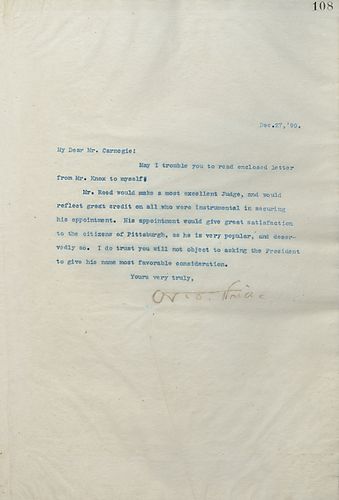 108
Dec.27,'99.
My Dear Mr. Carnegie:
May I trouble you to read enclosed letter
from Mr. Knox to myself.
Mr. Reed would make a most excellent Judge, and would
reflect great credit on all who were instrumental in securing
his appointment. His appointment would give great satisfaction
to the citizens of Pittsburgh, as he is very popular, and deser-
vedly so. I do trust you will not object to asking the President
to give his name most favorable consideration.
Yours very truly,